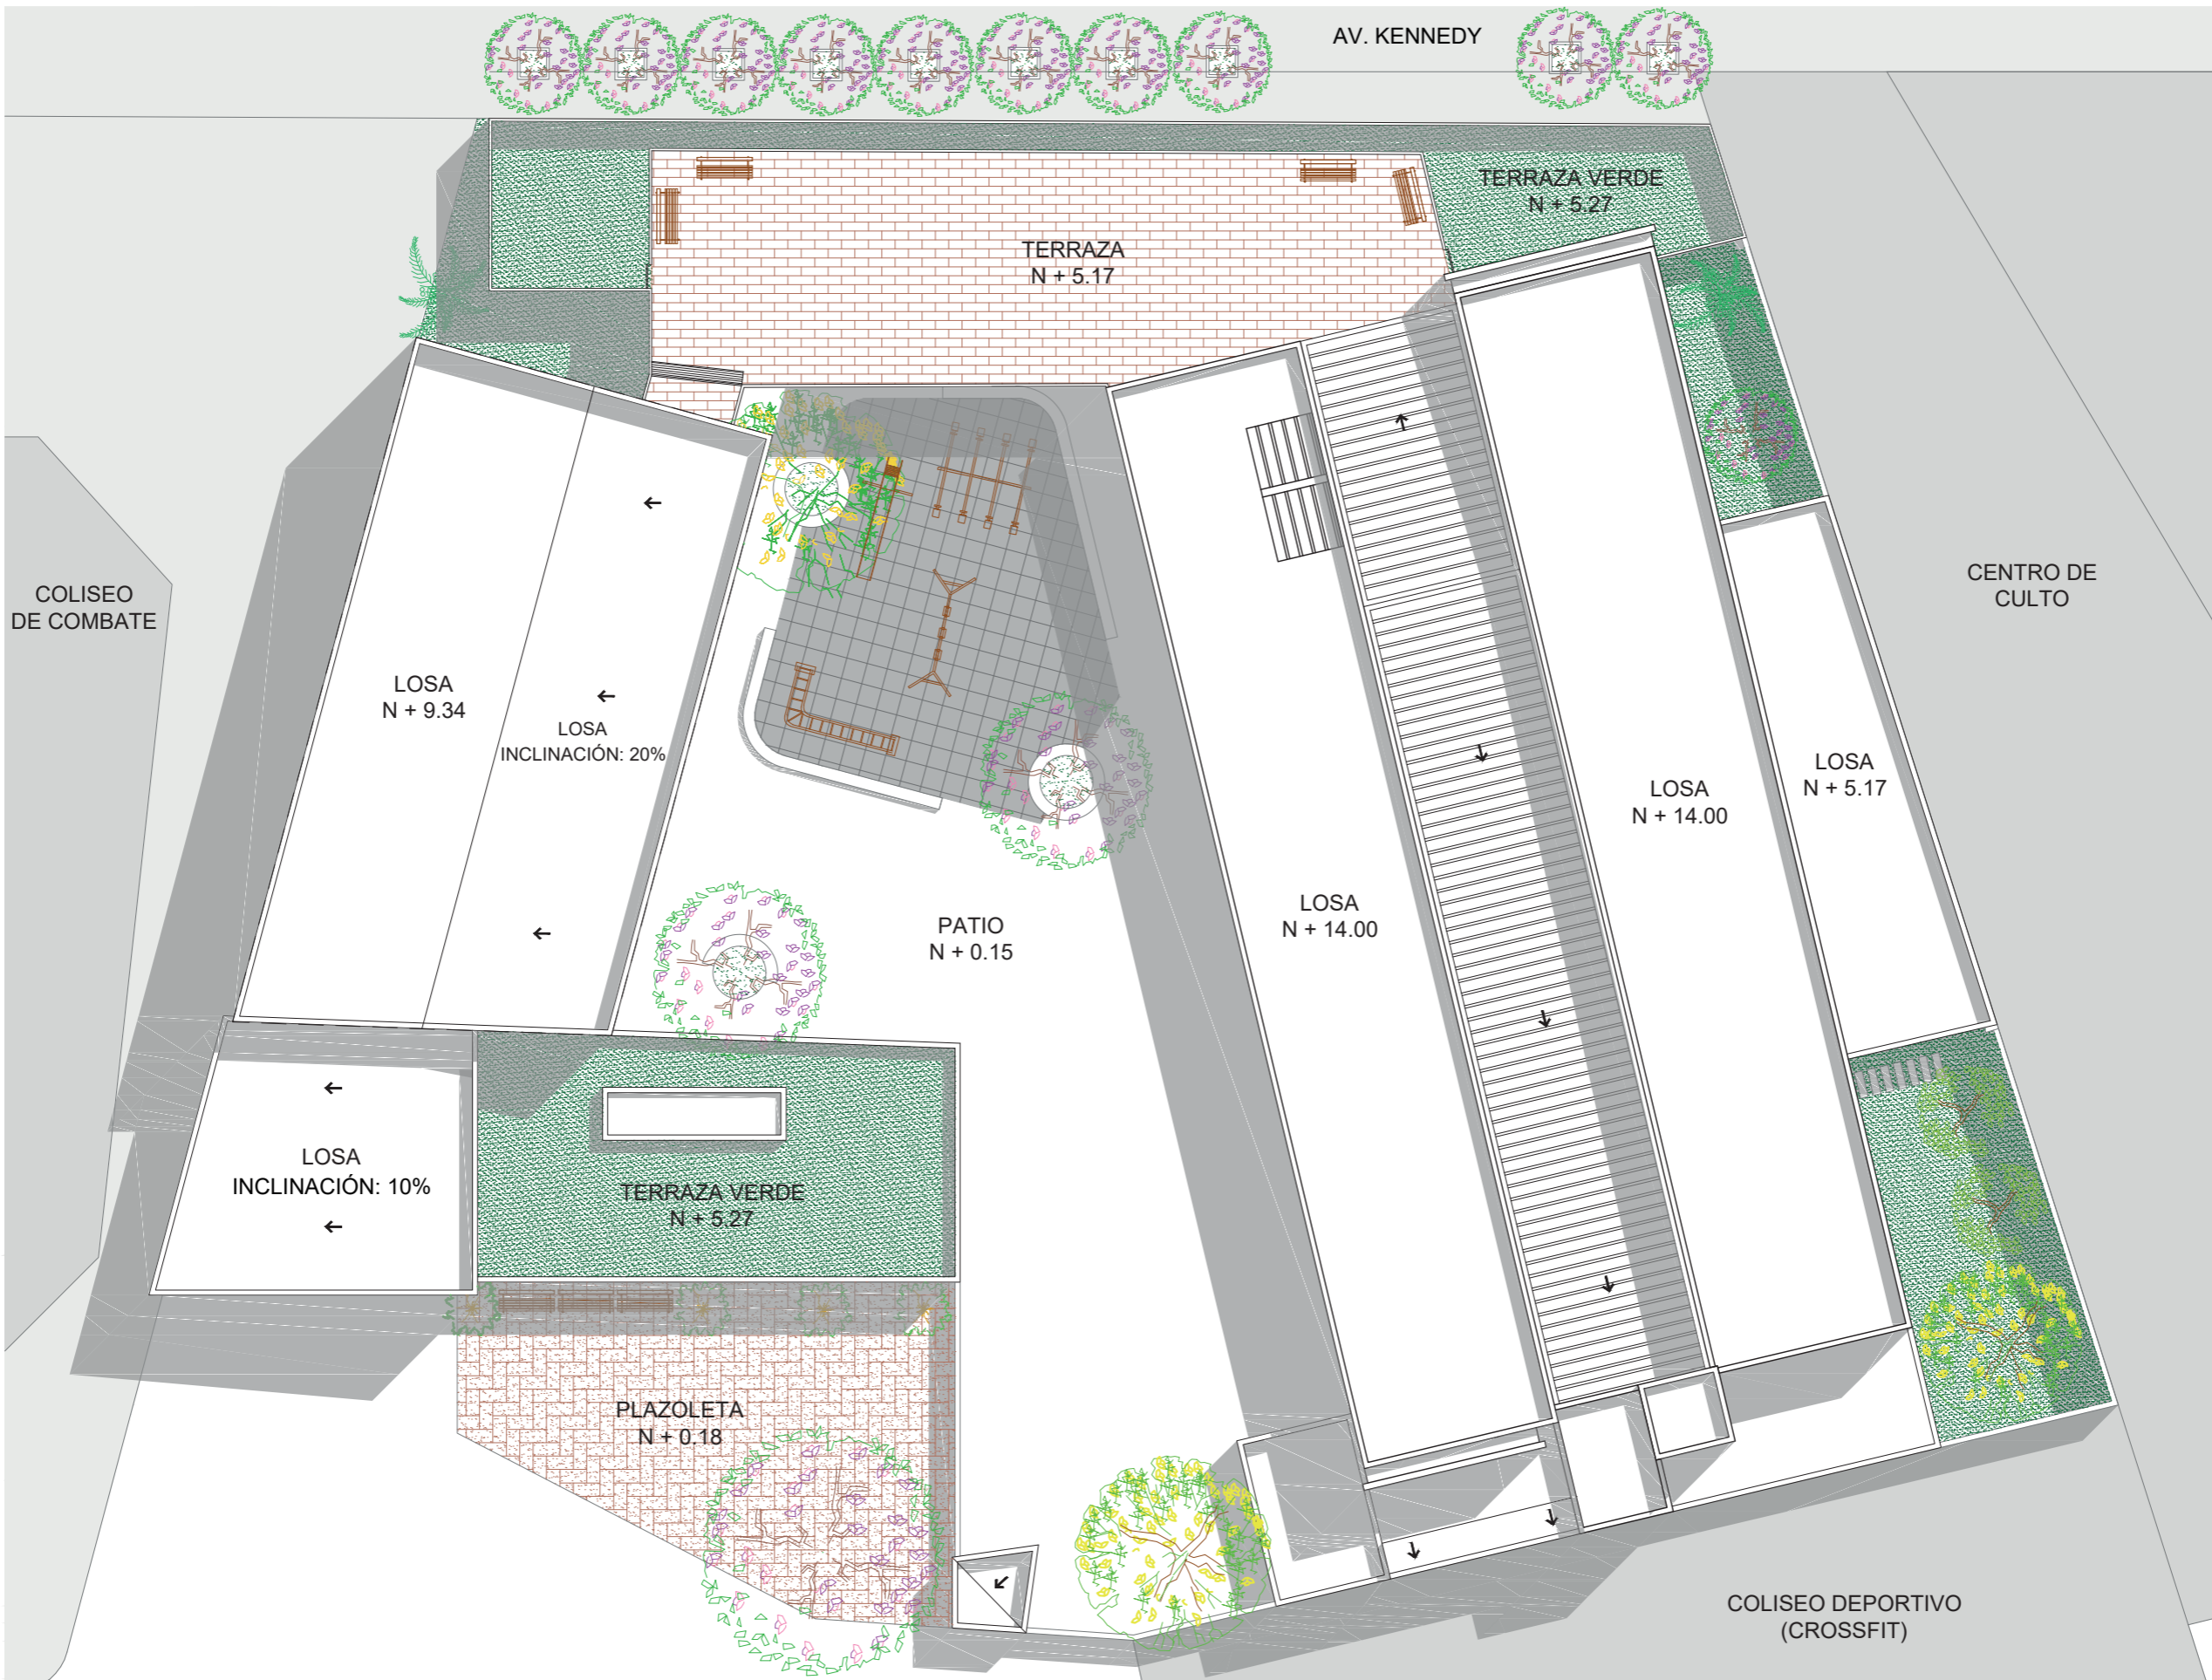 AV. KENNEDY
TERRAZA VERDE
N + 5.27
TERRAZA
N + 5.17
COLISEO
DE COMBATE
CENTRO DE
CULTO
LOSA
N + 9.34
LOSA
INCLINACIÓN: 20%
LOSA
N + 14.00
LOSA
N + 5.17
LOSA
N + 14.00
PATIO
N + 0.15
LOSA
INCLINACIÓN: 10%
TERRAZA VERDE
N + 5.27
PLAZOLETA
N + 0.18
COLISEO DEPORTIVO
(CROSSFIT)